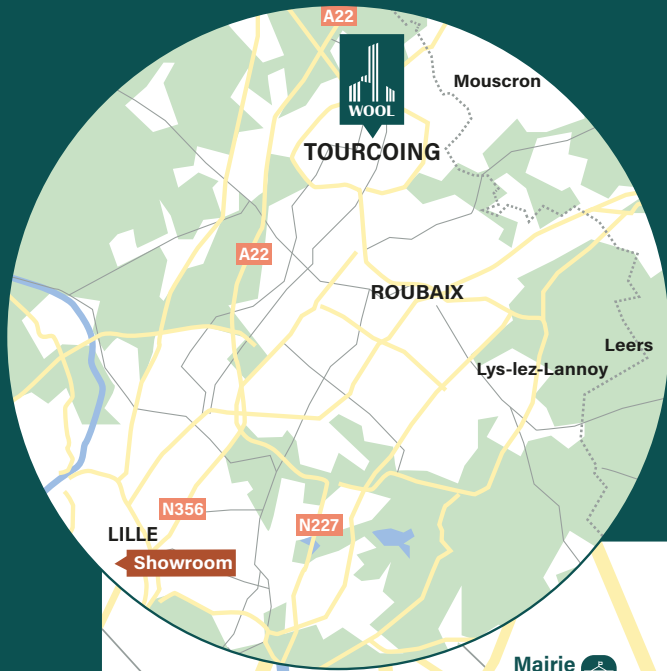 A22
Mouscron
WOOL
TOURCOING
A22
ROUBAIX
Leers
Lys-lez-Lannoy
N356
N227
LILLE
Showroom
Mairie
P